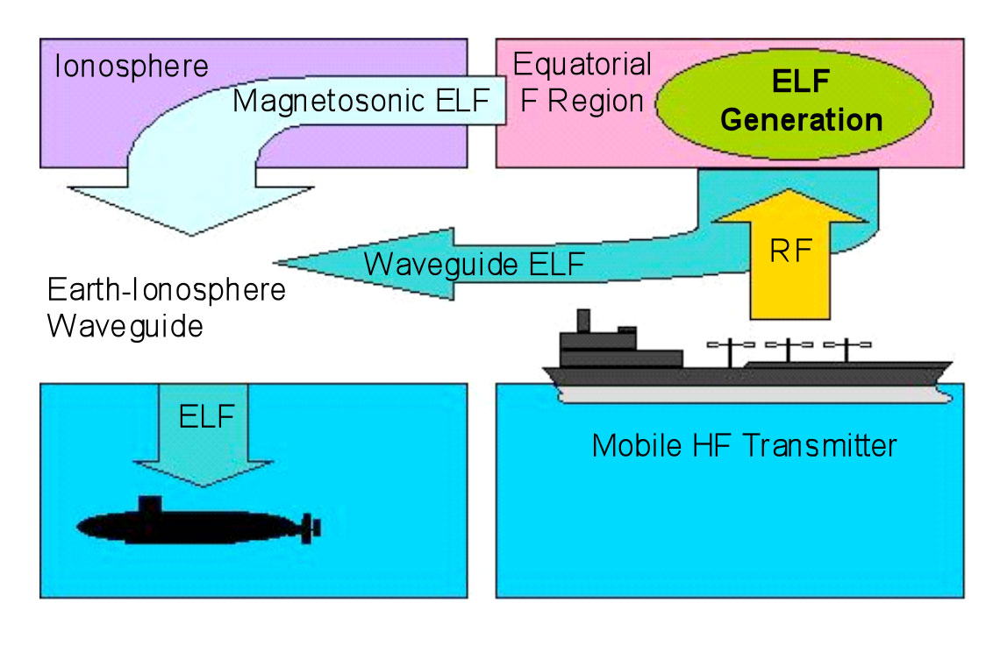 Ionosphere
Magnetosonic ELF
Equatorial
F Region
ELF
Generation
RF
Waveguide ELF
Earth-Ionosphere
Waveguide
ELF
Mobile HF Transmitter